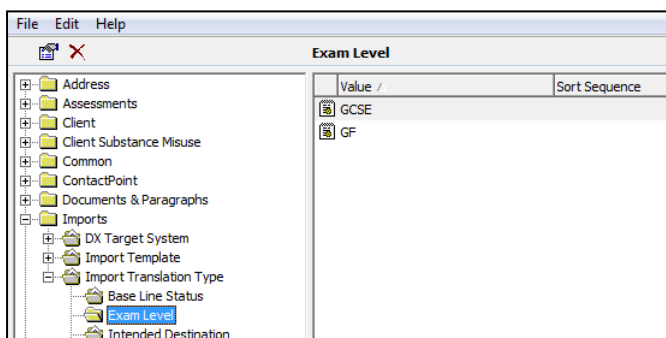 File Edit Help
Exam Level
Address
Assessments
Client
Client Substance Misuse
Common
ContactPoint
Documents & Paragraphs
Imports
DX Target System
Import Template
Import Translation Type
Base Line Status
Exam Level
Intended Destination
Value Sort Sequence
GCSE
GF